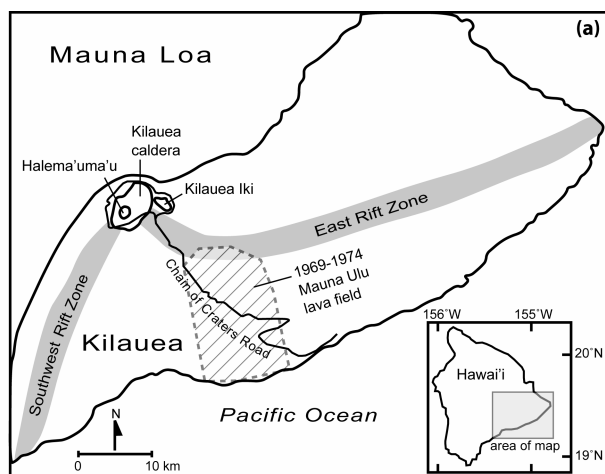 (a)
Mauna Loa
Kilauea
caldera
Halema'uma'u
Kilauea Iki
East Rift Zone
1969-1974
Mauna Ulu
lava field
Chain of Craters Road
Southwest Rift Zone
Kilauea
Pacific Ocean
N
0 10 km
156°W 155°W
20°N
Hawai'i
19°N
area of map